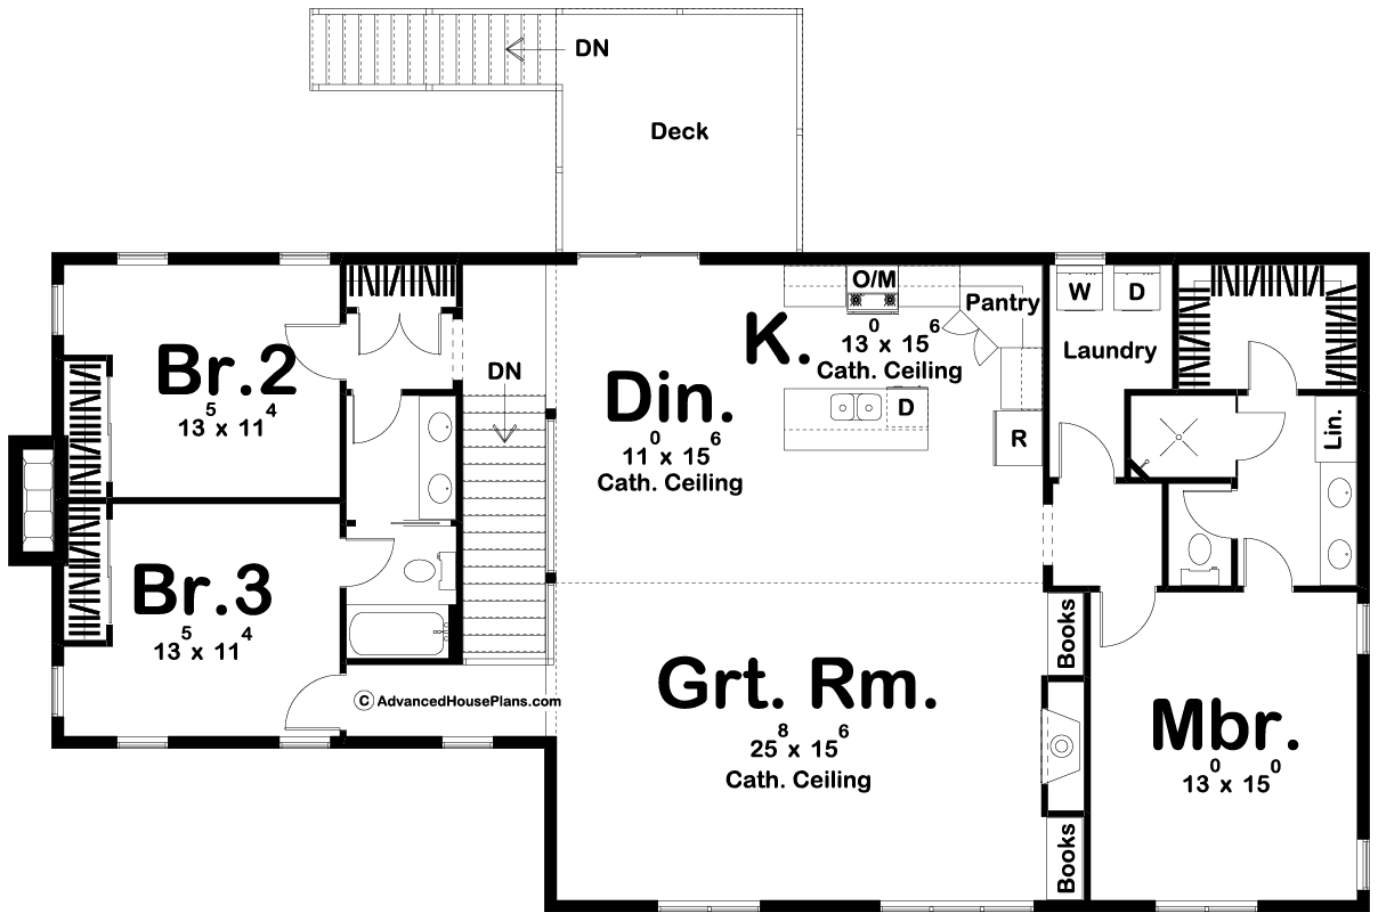 DN
Deck
O/M
W
D
Pantry
K.
13⁰ x 15⁶
Cath. Ceiling
Laundry
Br.2
13⁵ x 11⁴
DN
Din.
11⁰ x 15⁶
Cath. Ceiling
D
R
Lin.
Br.3
13⁵ x 11⁴
Books
Grt. Rm.
25⁸ x 15⁶
Cath. Ceiling
© AdvancedHousePlans.com
Mbr.
13⁰ x 15⁰
Books